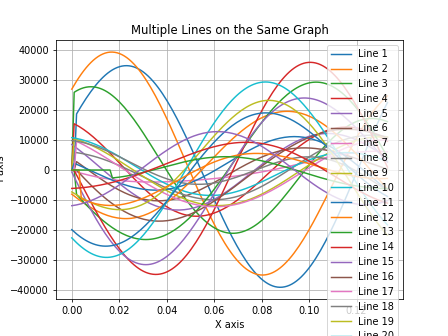 Multiple Lines on the Same Graph
40000
30000
20000
10000
0
−10000
−20000
−30000
−40000
0.00
0.02
0.04
0.06
0.08
0.10
X axis
Line 1
Line 2
Line 3
Line 4
Line 5
Line 6
Line 7
Line 8
Line 9
Line 10
Line 11
Line 12
Line 13
Line 14
Line 15
Line 16
Line 17
Line 18
Line 19
Line 20